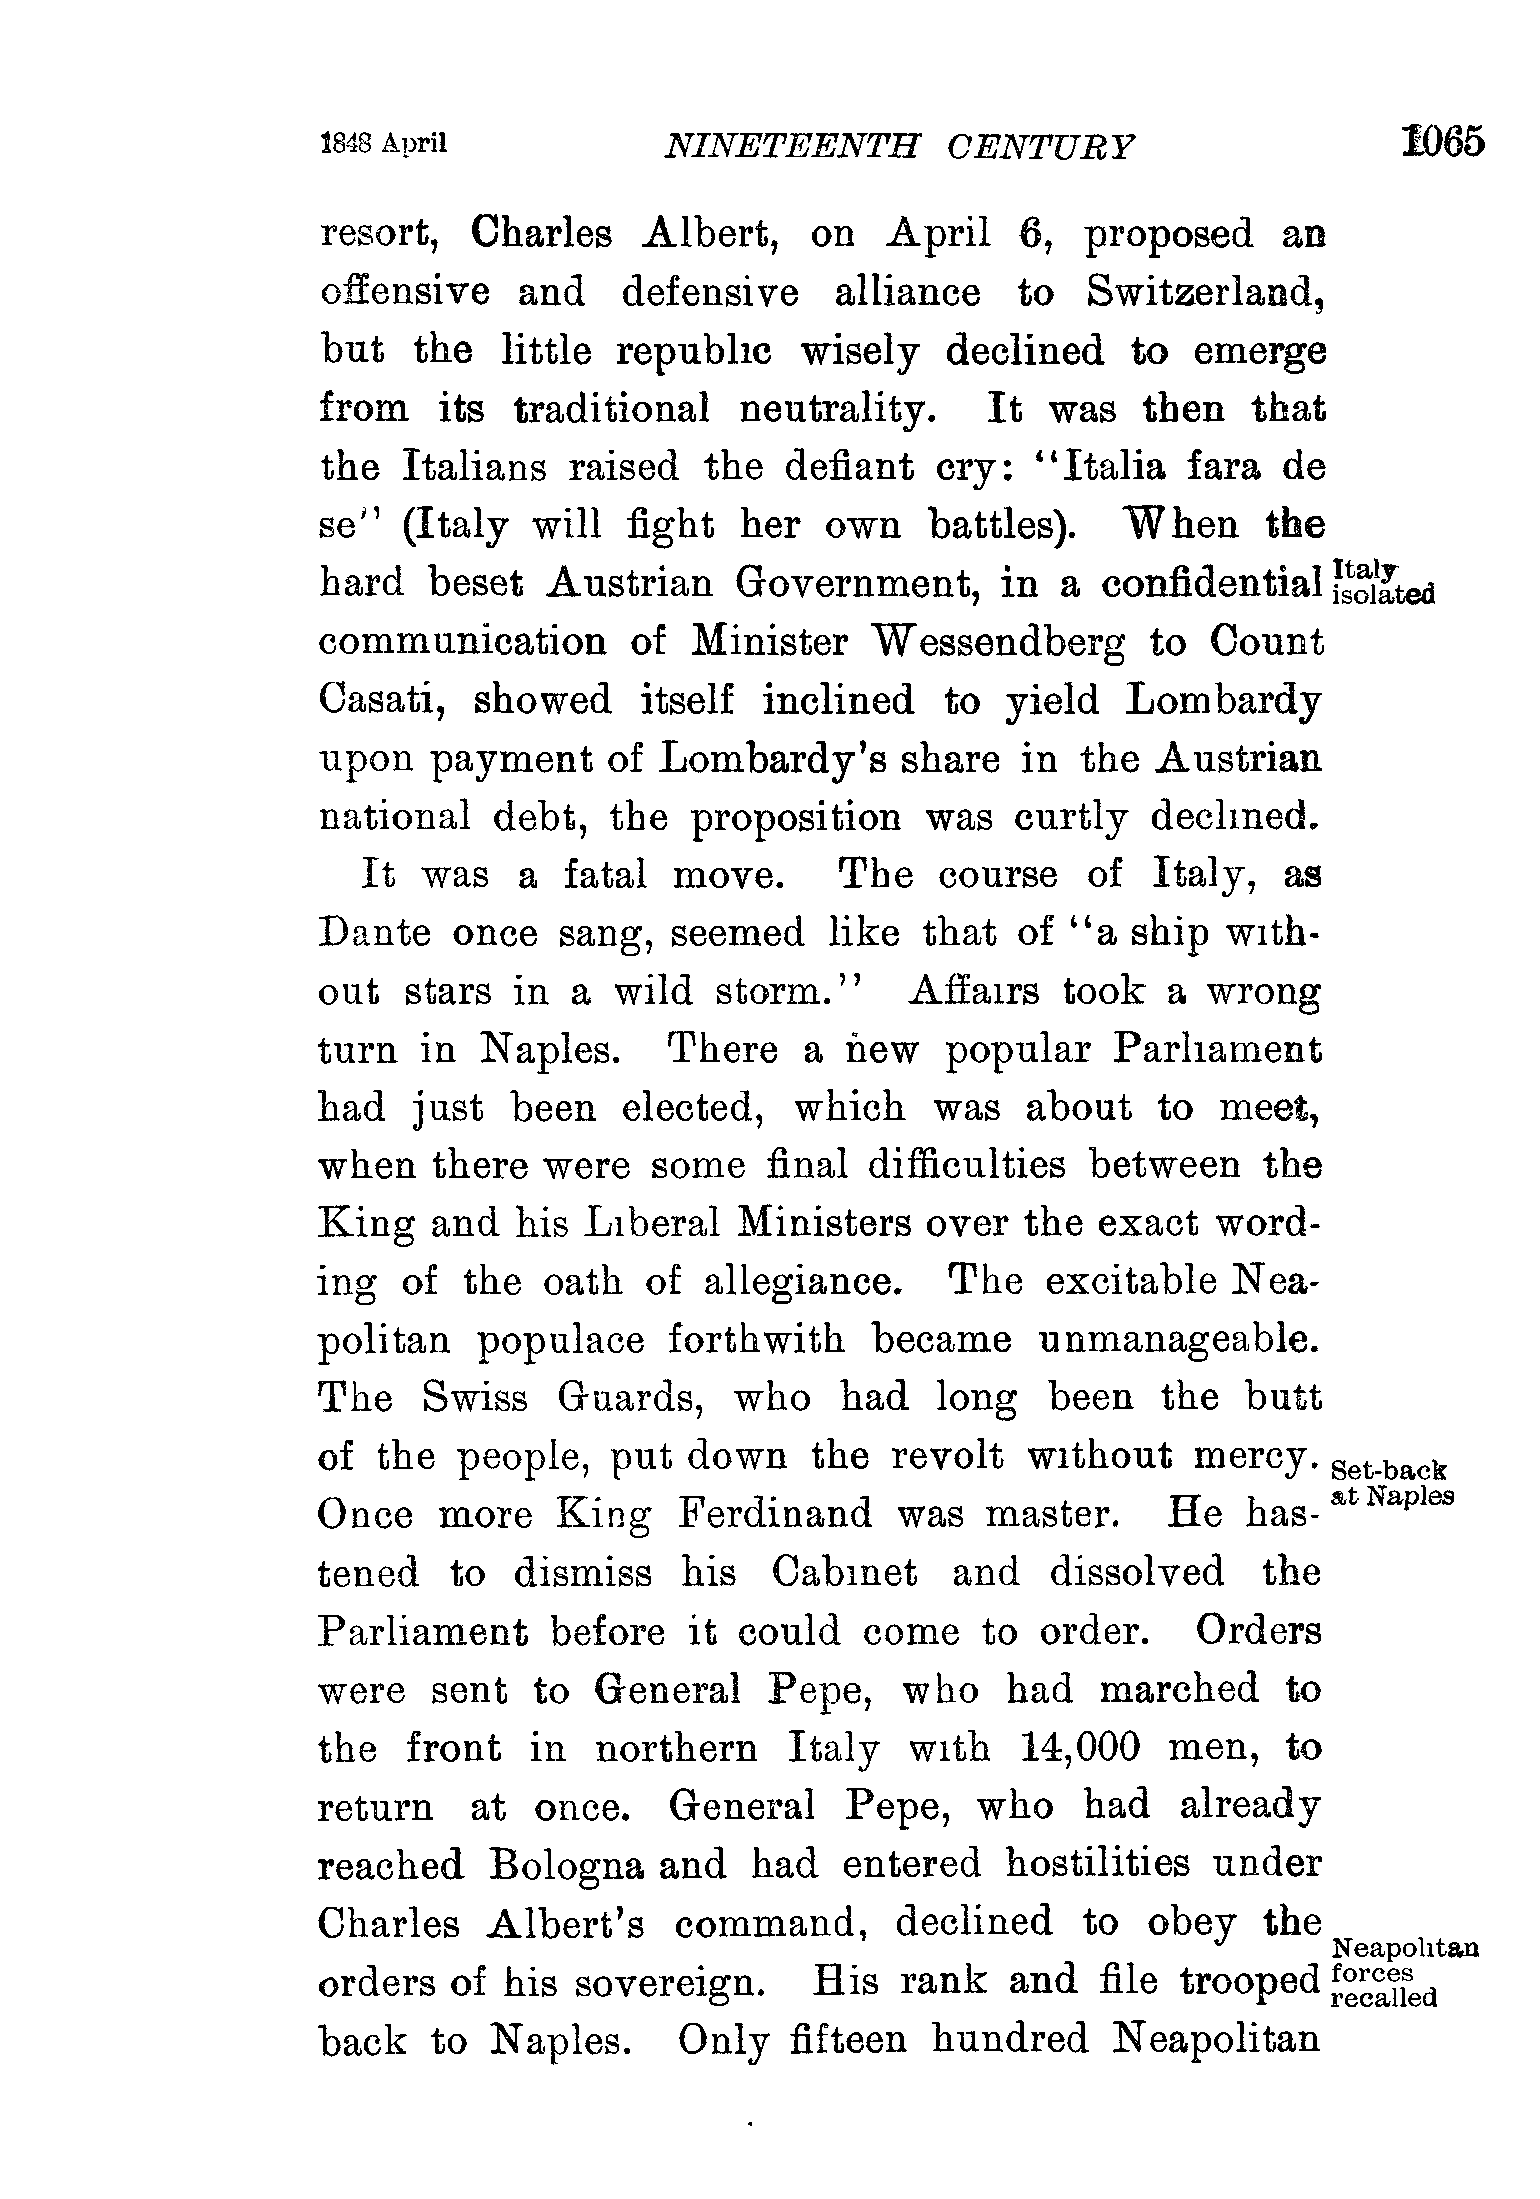 1848 April NINETEENTH CENTURY 1065
resort, Charles Albert, on April 6, proposed an
offensive and defensive alliance to Switzerland,
but the little republic wisely declined to emerge
from its traditional neutrality. It was then that
the Italians raised the defiant cry: "Italia fara de
se" (Italy will fight her own battles). When the
hard beset Austrian Government, in a confidential
Italy
isolated
communication of Minister Wessendberg to Count
Casati, showed itself inclined to yield Lombardy
upon payment of Lombardy's share in the Austrian
national debt, the proposition was curtly declined.
It was a fatal move. The course of Italy, as
Dante once sang, seemed like that of "a ship with-
out stars in a wild storm." Affairs took a wrong
turn in Naples. There a new popular Parliament
had just been elected, which was about to meet,
when there were some final difficulties between the
King and his Liberal Ministers over the exact word-
ing of the oath of allegiance. The excitable Nea-
politan populace forthwith became unmanageable.
The Swiss Guards, who had long been the butt
of the people, put down the revolt without mercy.
Set-back
at Naples
Once more King Ferdinand was master. He has-
tened to dismiss his Cabinet and dissolved the
Parliament before it could come to order. Orders
were sent to General Pepe, who had marched to
the front in northern Italy with 14,000 men, to
return at once. General Pepe, who had already
reached Bologna and had entered hostilities under
Charles Albert's command, declined to obey the
orders of his sovereign. His rank and file trooped
Neapolitan
forces
recalled
back to Naples. Only fifteen hundred Neapolitan